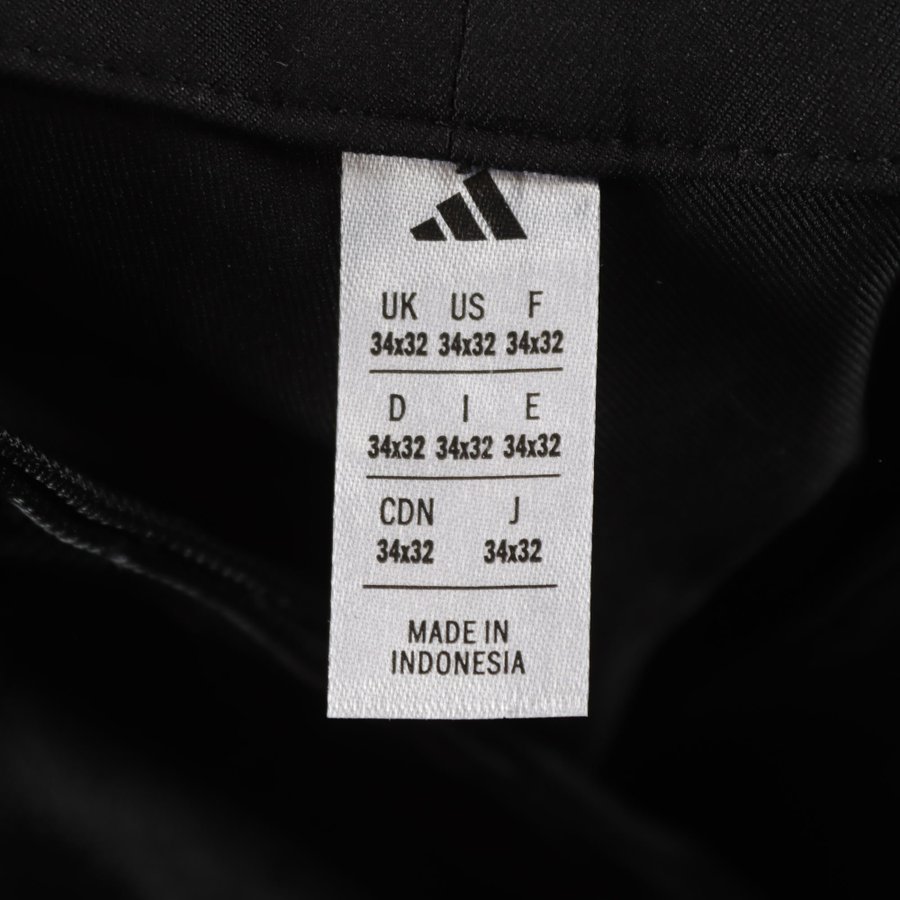 UK US F
34x32 34x32 34x32
D I E
34x32 34x32 34x32
CDN J
34x32 34x32
MADE IN
INDONESIA